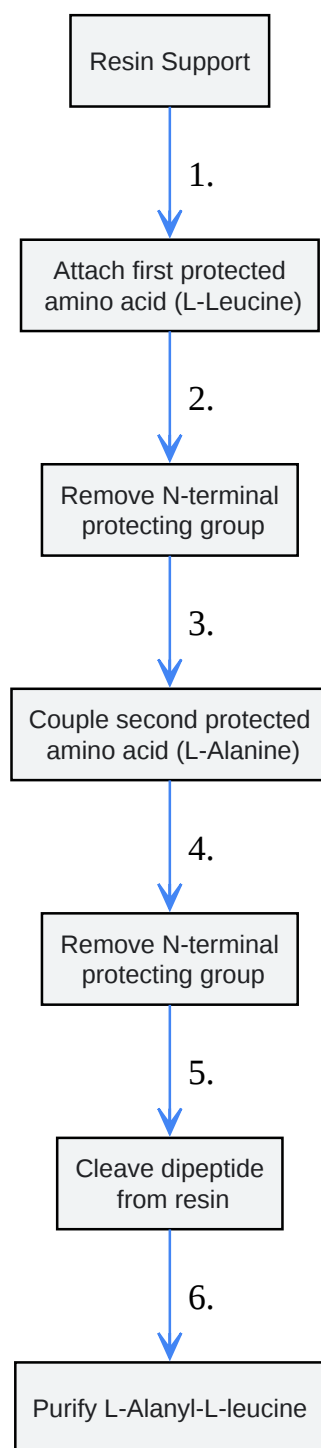 Resin Support
1.
Attach first protected
amino acid (L-Leucine)
2.
Remove N-terminal
protecting group
3.
Couple second protected
amino acid (L-Alanine)
4.
Remove N-terminal
protecting group
5.
Cleave dipeptide
from resin
6.
Purify L-Alanyl-L-leucine